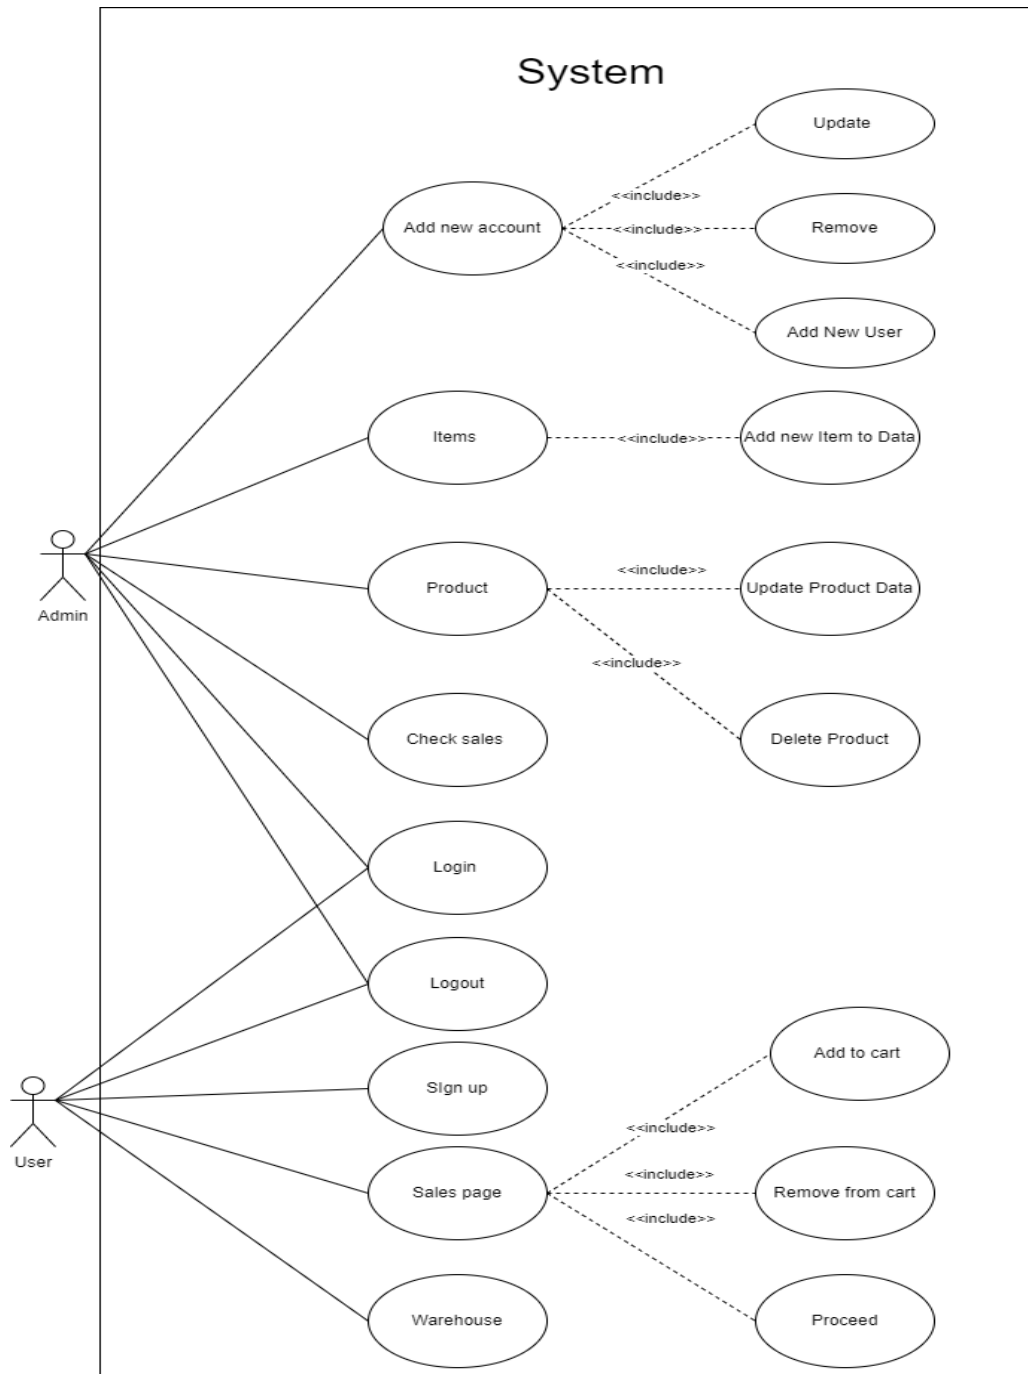 System
Update
<<include>>
Add new account
<<include>>
Remove
<<include>>
Add New User
Items
<<include>>
Add new Item to Data
<<include>>
Product
Update Product Data
Admin
<<include>>
Check sales
Delete Product
Login
Logout
Add to cart
SIgn up
<<include>>
User
<<include>>
Sales page
Remove from cart
<<include>>
Warehouse
Proceed